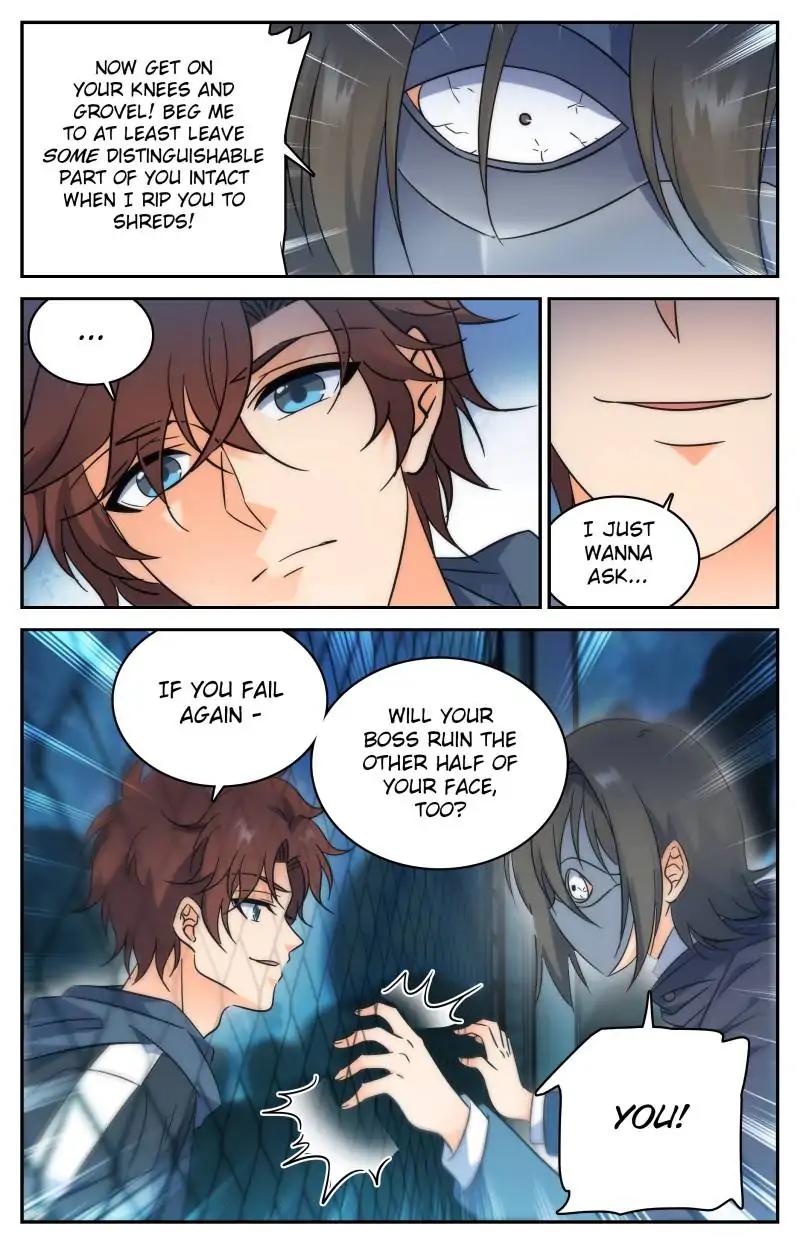 NOW GET ON
YOUR KNEES AND
GROVEL! BEG ME
TO AT LEAST LEAVE
SOME DISTINGUISHABLE
PART OF YOU INTACT
WHEN I RIP YOU TO
SHREDS!
...
I JUST
WANNA
ASK...
IF YOU FAIL
AGAIN -
WILL YOUR
BOSS RUIN THE
OTHER HALF OF
YOUR FACE,
TOO?
YOU!